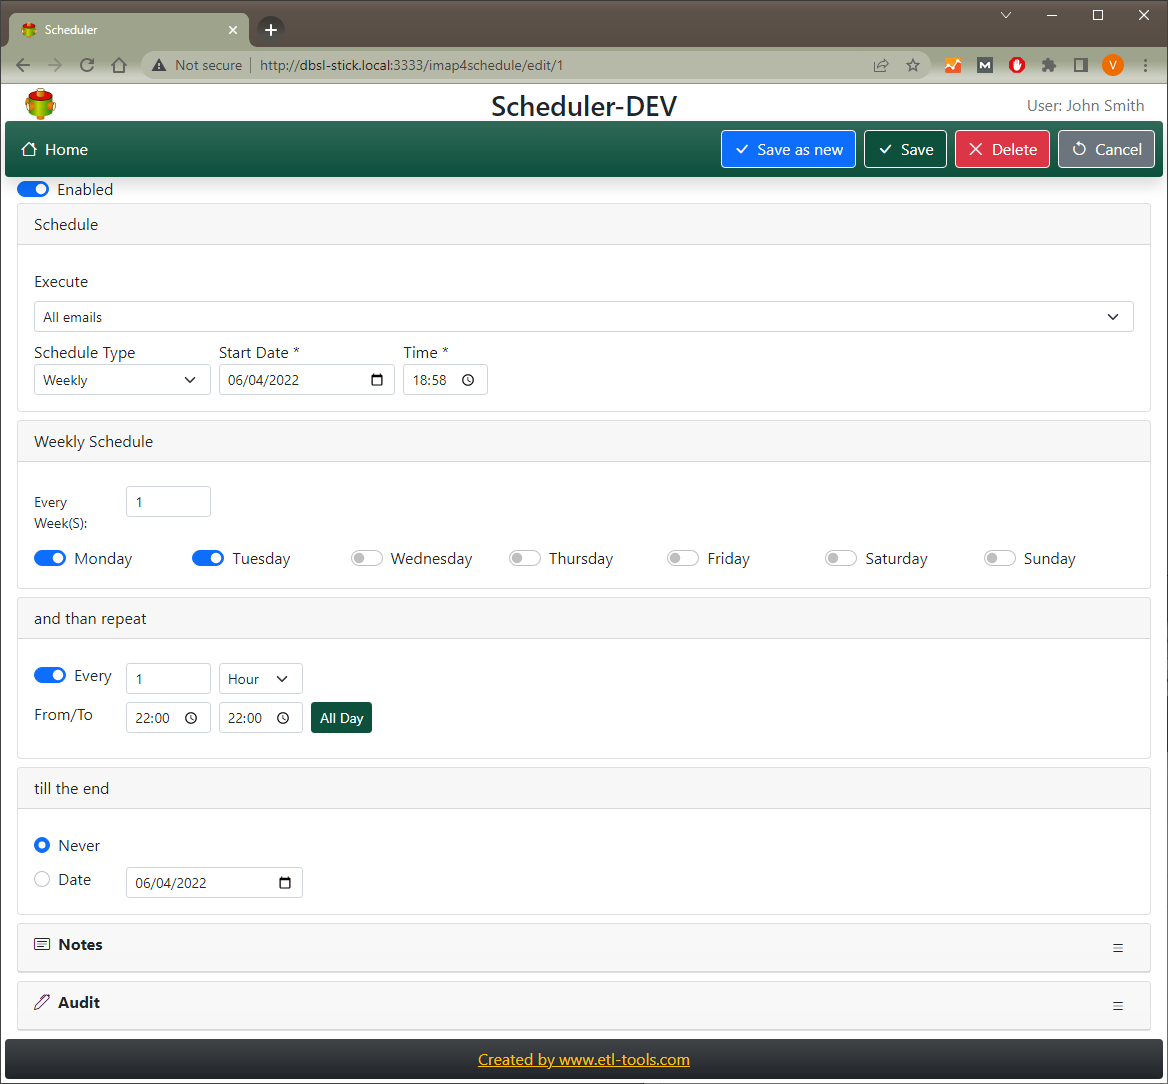 Scheduler
Not secure http://dbsl-stick.local:3333/imap4schedule/edit/1
V
Scheduler-DEV
User: John Smith
Home
Save as new
Save
Delete
Cancel
Enabled
Schedule
Execute
All emails
Schedule Type Start Date * Time *
Weekly 06/04/2022 18:58
Weekly Schedule
Every
Week(S):
1
Monday Tuesday Wednesday Thursday Friday Saturday Sunday
and than repeat
Every 1 Hour
From/To 22:00 22:00 All Day
till the end
Never
Date 06/04/2022
Notes
Audit
Created by www.etl-tools.com